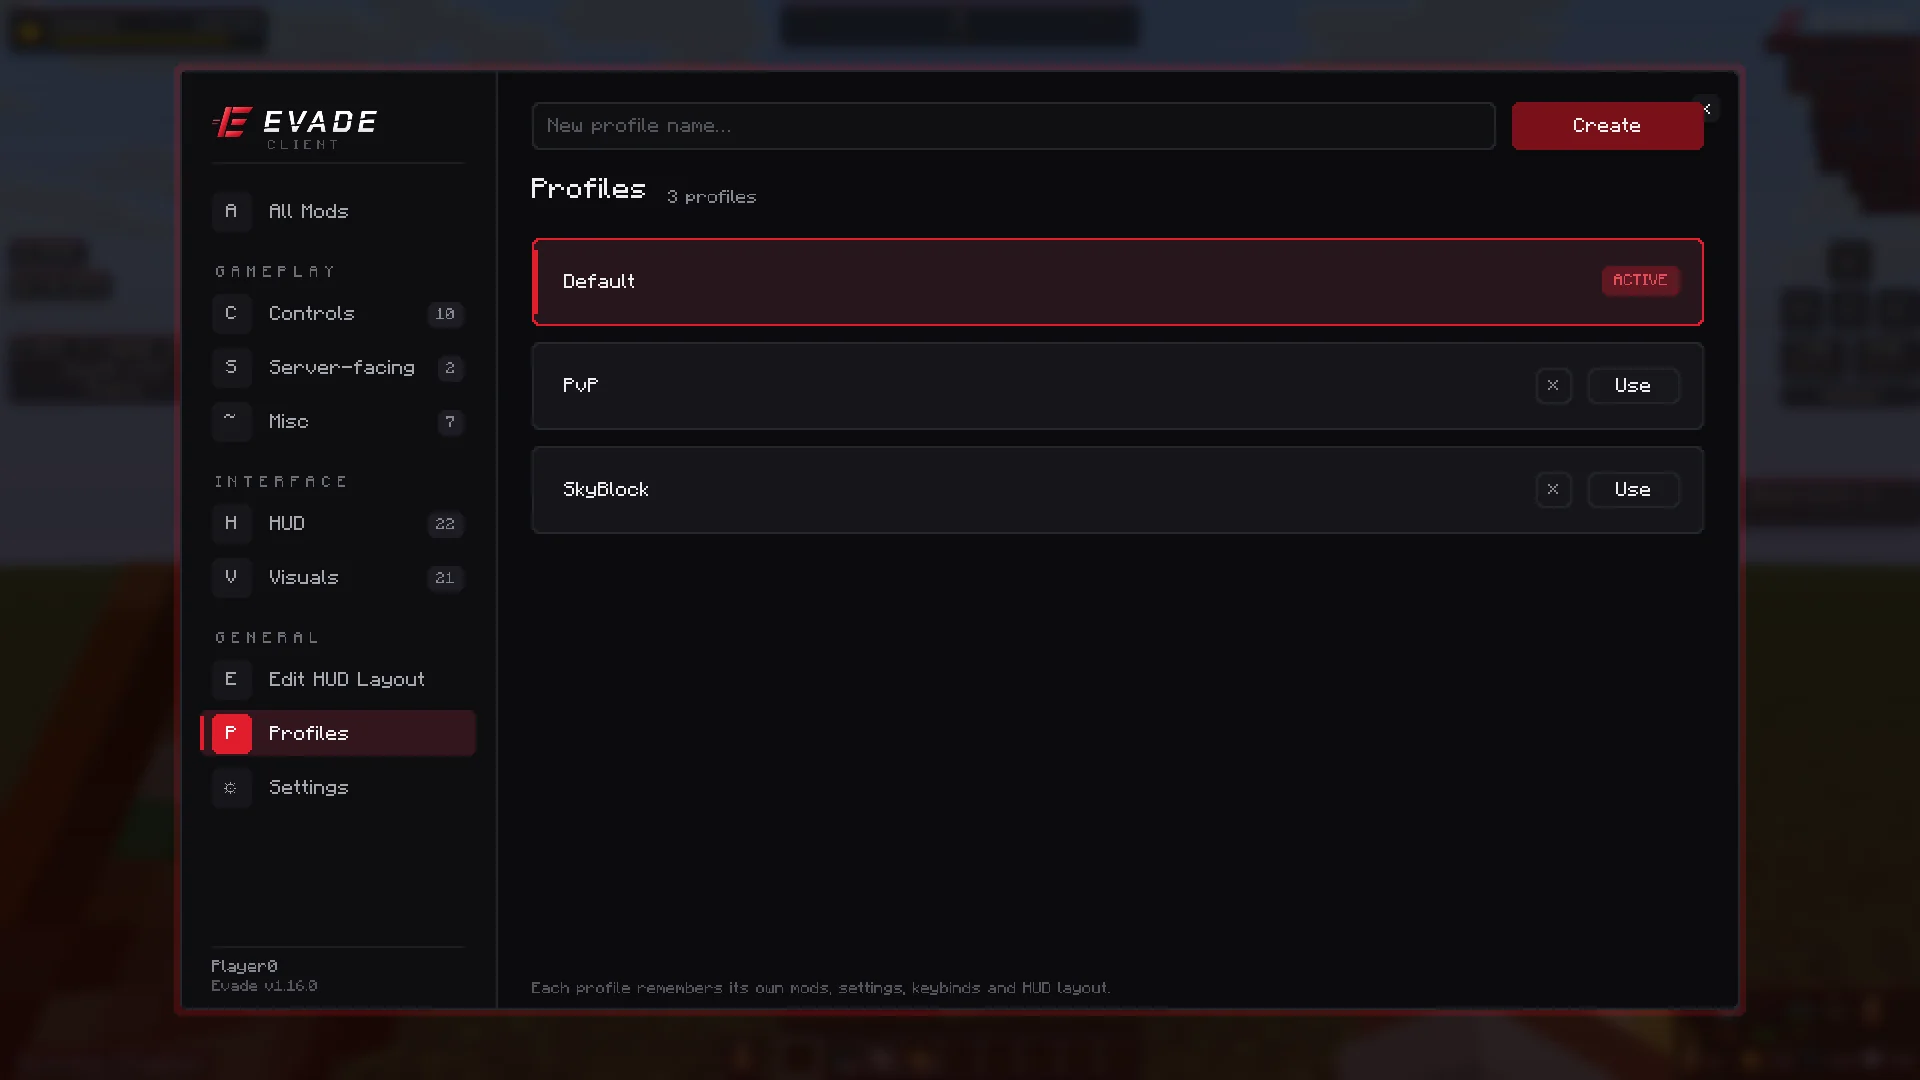 EVADE
CLIENT
A All Mods
GAMEPLAY
C Controls 10
S Server-facing 2
~ Misc 7
INTERFACE
H HUD 22
V Visuals 21
GENERAL
E Edit HUD Layout
P Profiles
Settings
Player0
Evade v1.16.0
New profile name...
Create
Profiles 3 profiles
Default ACTIVE
PvP × Use
SkyBlock × Use
Each profile remembers its own mods, settings, keybinds and HUD layout.